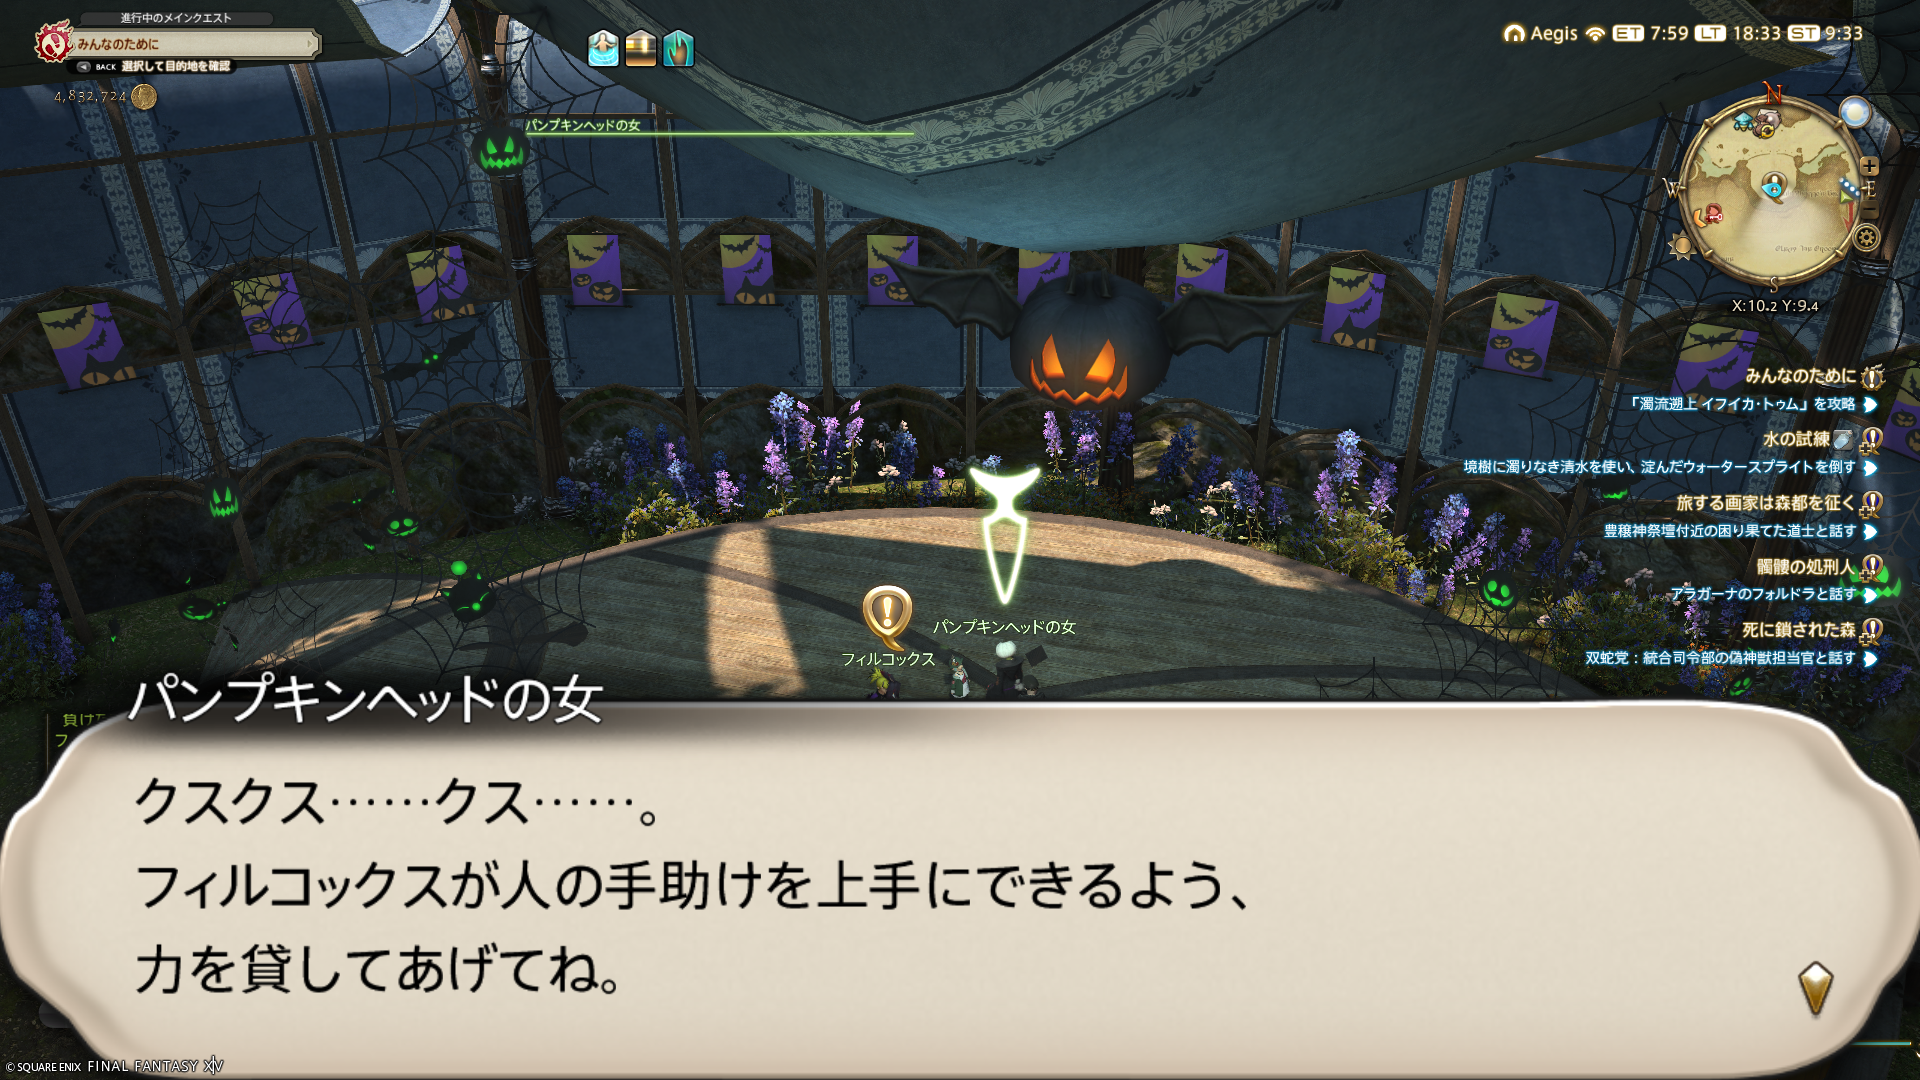 進行中のメインクエスト
みんなのために
BACK 選択して目的地を確認
4,832,724
パンプキンヘッドの女
Aegis ET 7:59 LT 18:33 ST 9:33
N
W
E
S
X:10.2 Y:9.4
みんなのために
「濁流遡上 イフイカ・トゥム」を攻略
水の試練
境樹に濁りなき清水を使い、淀んだウォータースプライトを倒す
旅する画家は森都を征く
豊穣神祭壇付近の困り果てた道士と話す
髑髏の処刑人
アラガーナのフォルドラと話す
死に鎖された森
双蛇党：統合司令部の偽神獣担当官と話す
パンプキンヘッドの女
フィルコックス
負け
フ
パンプキンヘッドの女
クスクス……クス……。
フィルコックスが人の手助けを上手にできるよう、
力を貸してあげてね。
© SQUARE ENIX FINAL FANTASY XIV